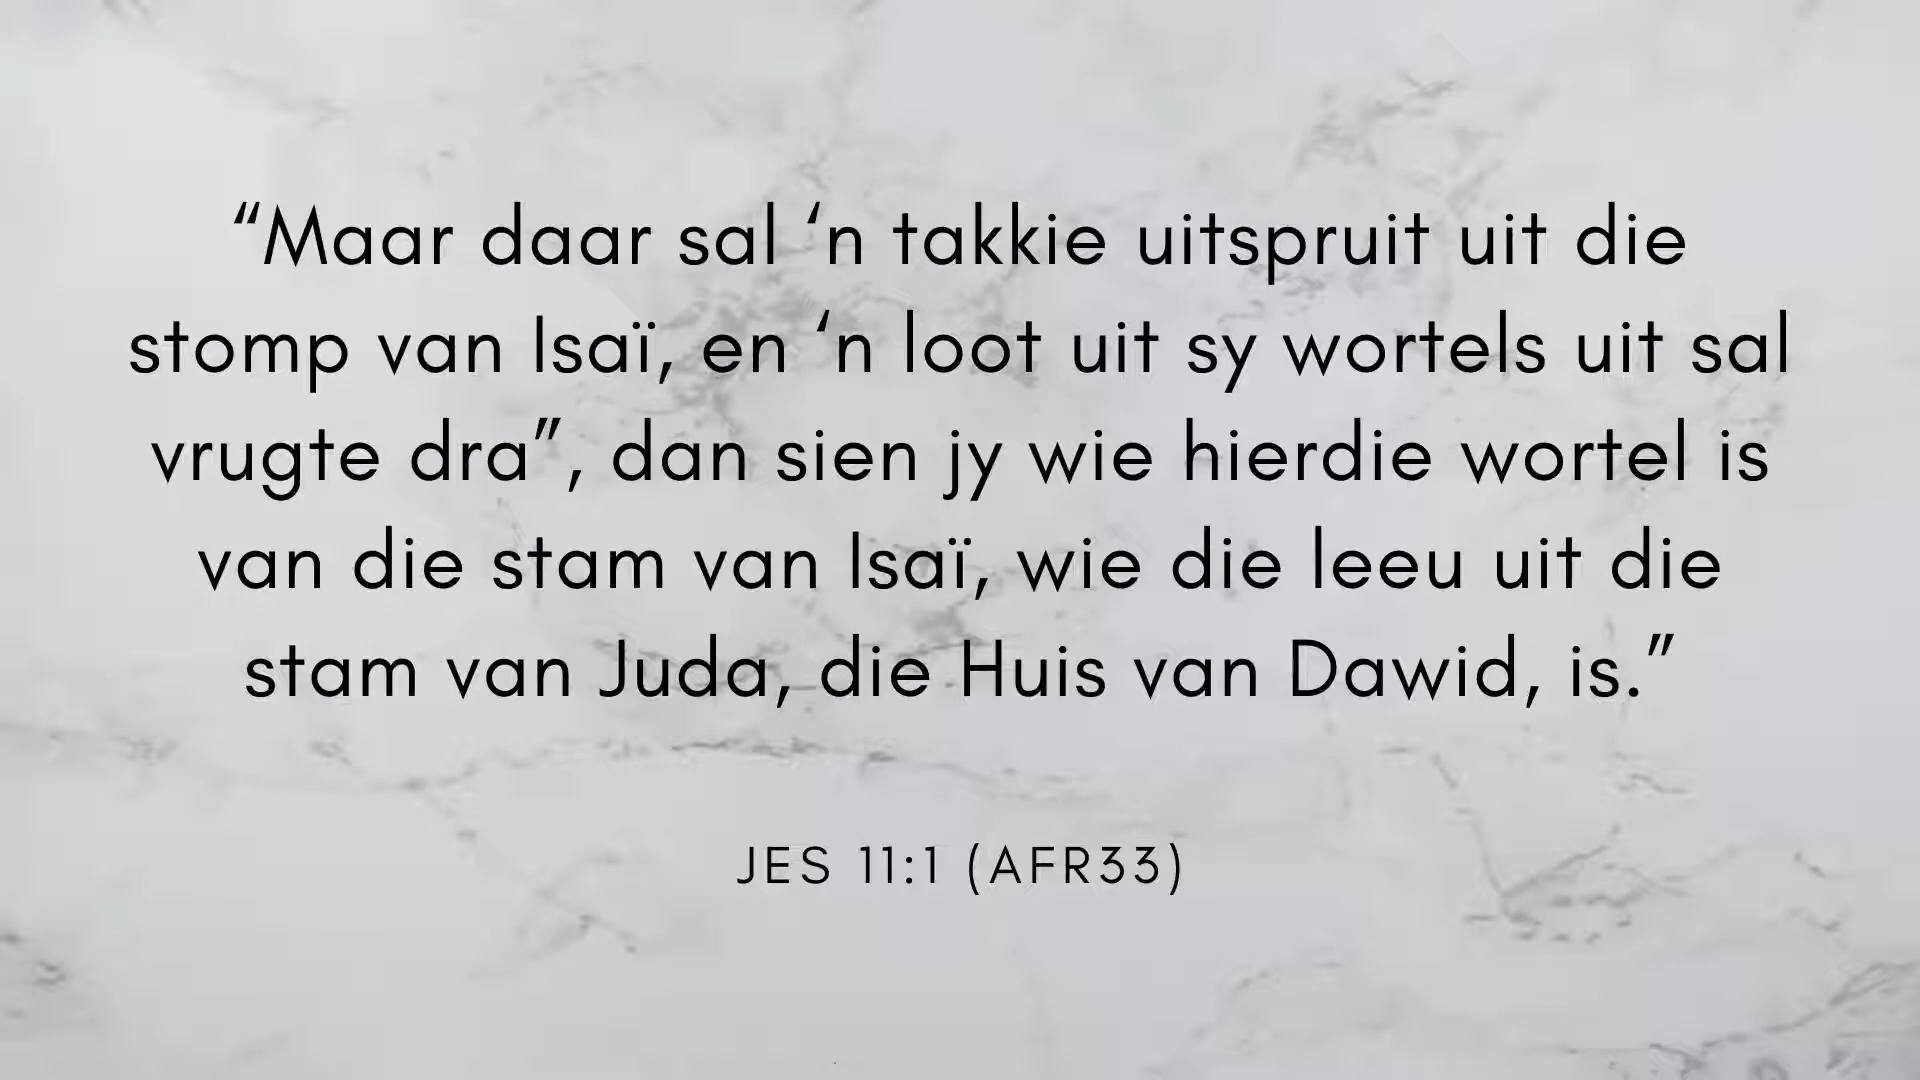 “Maar daar sal ‘n takkie uitspruit uit die
stomp van Isaï, en ‘n loot uit sy wortels uit sal
vrugte dra”, dan sien jy wie hierdie wortel is
van die stam van Isaï, wie die leeu uit die
stam van Juda, die Huis van Dawid, is.”
JES 11:1 (AFR33)